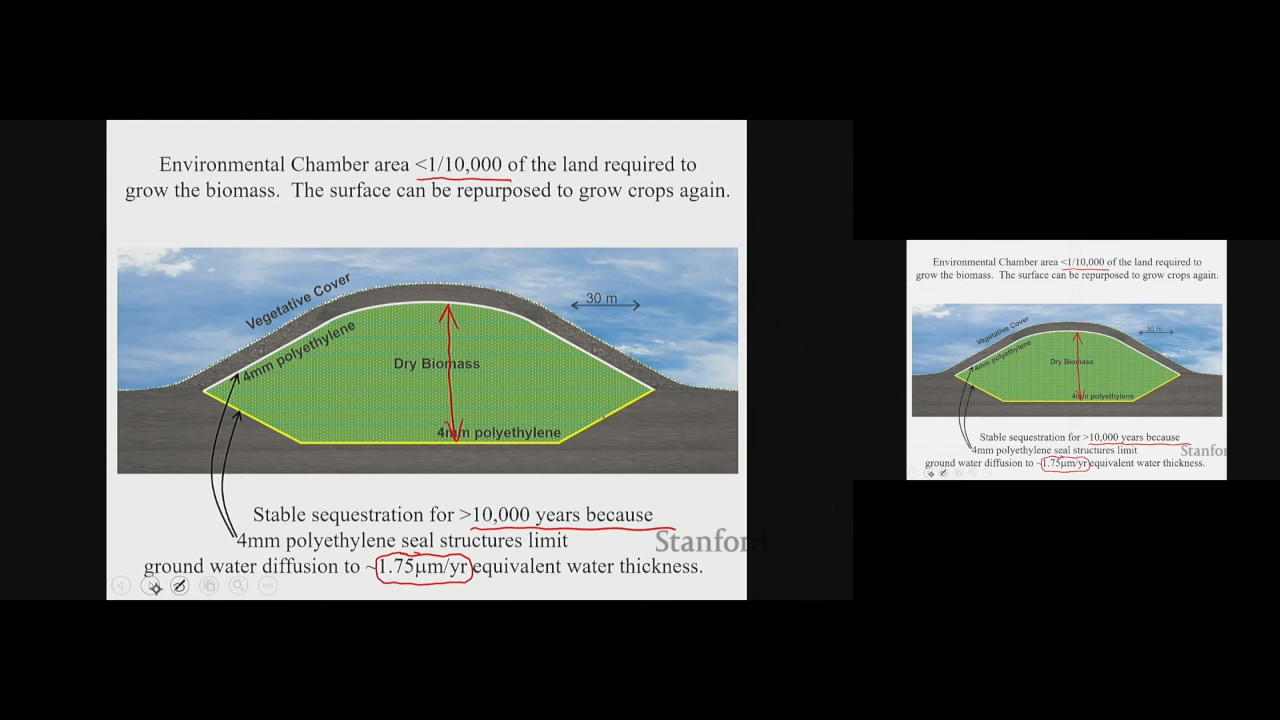 Environmental Chamber area <1/10,000 of the land required to
grow the biomass. The surface can be repurposed to grow crops again.
Vegetative Cover
30 m
4mm polyethylene
Dry Biomass
4mm polyethylene
Stable sequestration for >10,000 years because
4mm polyethylene seal structures limit
ground water diffusion to ~1.75μm/yr equivalent water thickness.
Stanford
Environmental Chamber area <1/10,000 of the land required to
grow the biomass. The surface can be repurposed to grow crops again.
Vegetative Cover
30 m
4mm polyethylene
Dry Biomass
4mm polyethylene
Stable sequestration for >10,000 years because
4mm polyethylene seal structures limit
ground water diffusion to ~1.75μm/yr equivalent water thickness.
Stanfor